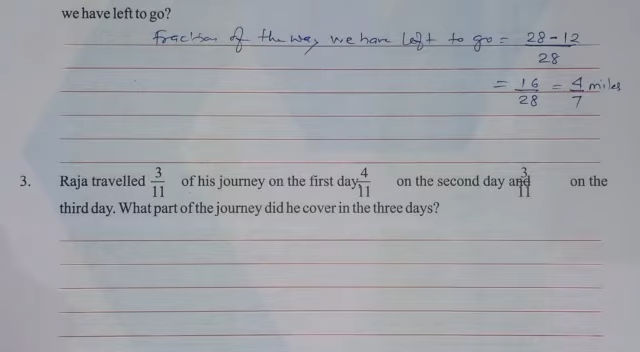 we have left to go?
Fraction of the way we have left to go = 28 - 12 / 28
= 16/28 = 4/7 miles
3. Raja travelled 3/11 of his journey on the first day, 4/11 on the second day and 3/11 on the
third day. What part of the journey did he cover in the three days?